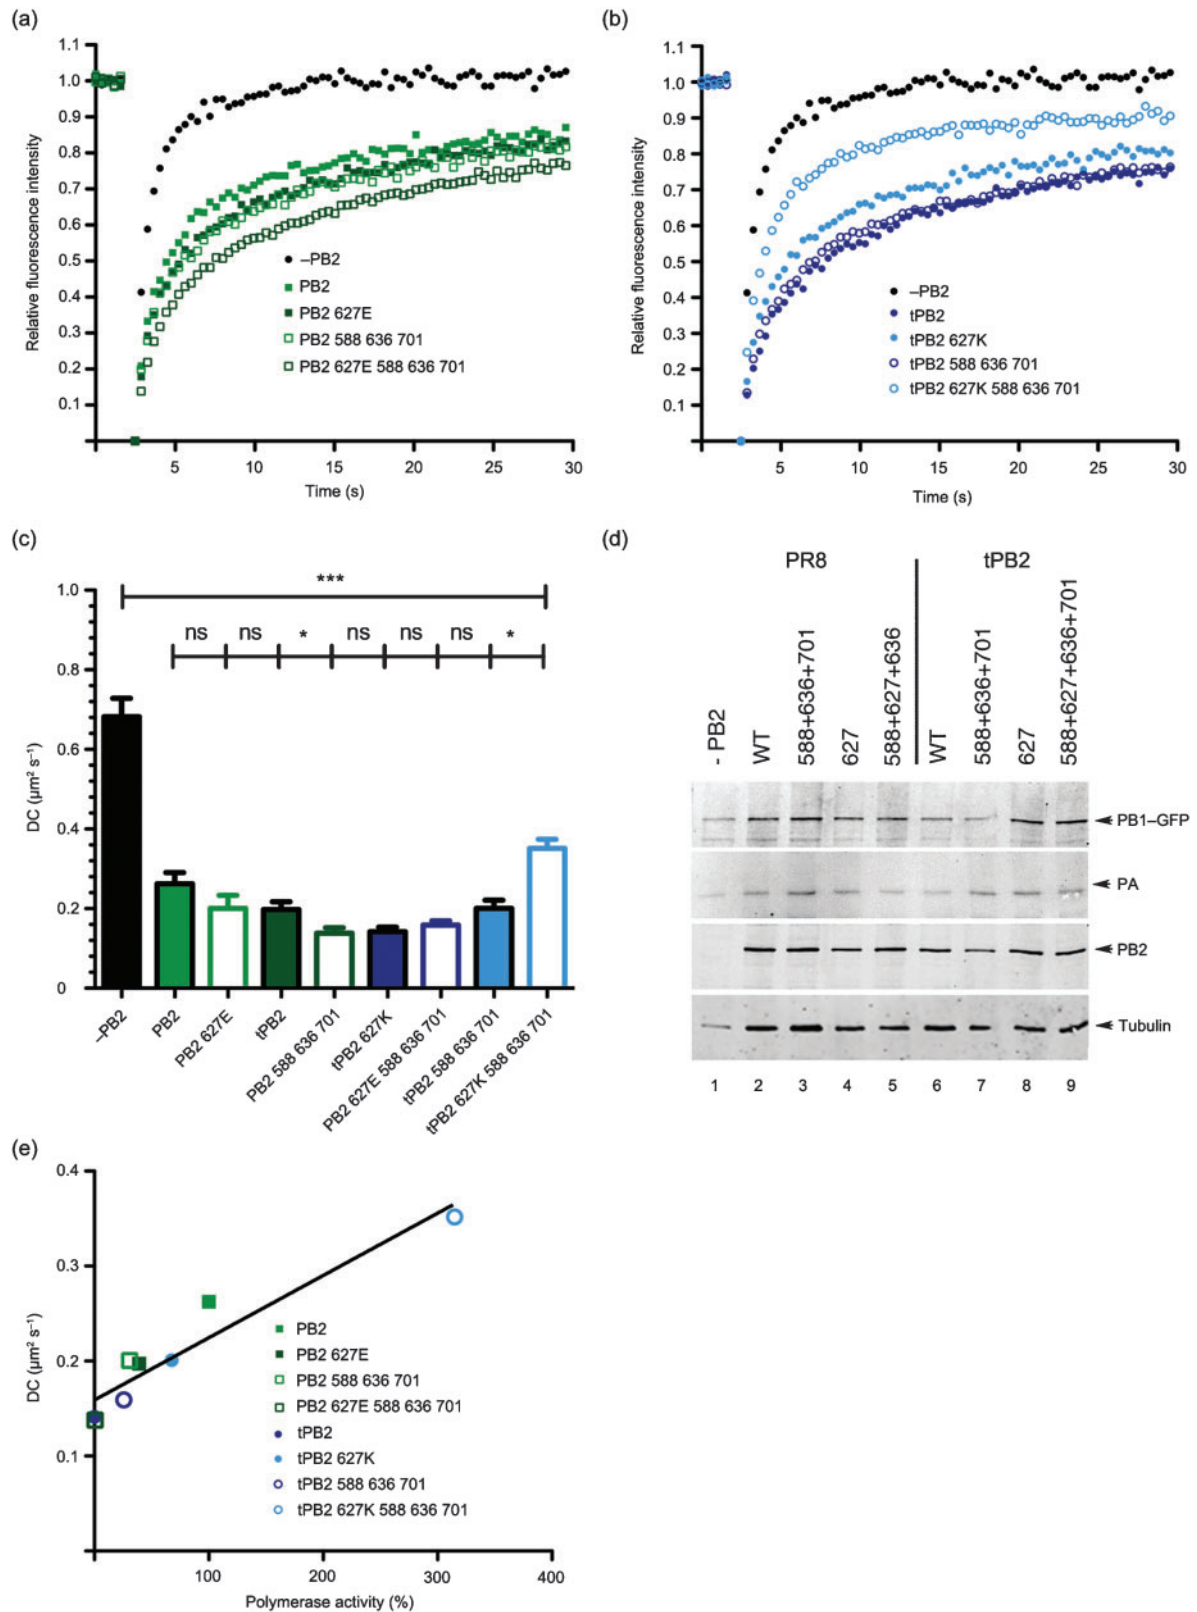 (a)
1.1
1.0
0.9
0.8
0.7
0.6
0.5
0.4
0.3
0.2
0.1
Relative fluorescence intensity
–PB2
PB2
PB2 627E
PB2 588 636 701
PB2 627E 588 636 701
5 10 15 20 25 30
Time (s)
(b)
1.1
1.0
0.9
0.8
0.7
0.6
0.5
0.4
0.3
0.2
0.1
Relative fluorescence intensity
–PB2
tPB2
tPB2 627K
tPB2 588 636 701
tPB2 627K 588 636 701
5 10 15 20 25 30
Time (s)
(c)
1.0
0.8
0.6
0.4
0.2
0
DC (µm² s⁻¹)
***
ns ns * ns ns ns *
–PB2
PB2
PB2 627E
tPB2
PB2 588 636 701
tPB2 627K
PB2 627E 588 636 701
tPB2 588 636 701
tPB2 627K 588 636 701
(d)
PR8 tPB2
- PB2
WT
588+636+701
627
588+627+636
WT
588+636+701
627
588+627+636+701
PB1–GFP
PA
PB2
Tubulin
1 2 3 4 5 6 7 8 9
(e)
0.4
0.3
0.2
0.1
DC (µm² s⁻¹)
PB2
PB2 627E
PB2 588 636 701
PB2 627E 588 636 701
tPB2
tPB2 627K
tPB2 588 636 701
tPB2 627K 588 636 701
100 200 300 400
Polymerase activity (%)